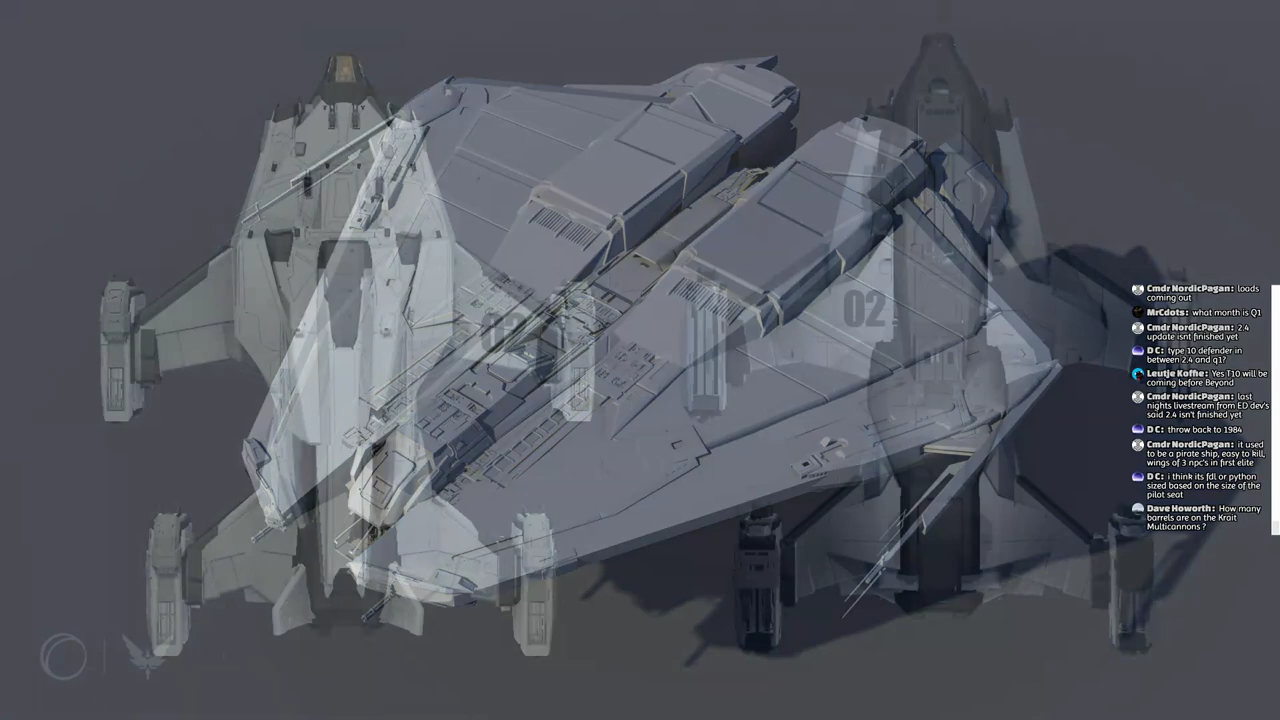 02
Cmdr NordicPagan: loads
coming out
MrCdots: what month is Q1
Cmdr NordicPagan: 2.4
update isnt finished yet
D C: type 10 defender in
between 2.4 and q1?
Leutje Koffie: Yes T10 will be
coming before Beyond
Cmdr NordicPagan: last
nights livestream from ED dev's
said 2.4 isn't finished yet
D C: throw back to 1984
Cmdr NordicPagan: it used
to be a pirate ship, easy to kill,
wings of 3 npc's in first elite
D C: i think its fdl or python
sized based on the size of the
pilot seat
Dave Howorth: How many
barrels are on the Krait
Multicannons ?